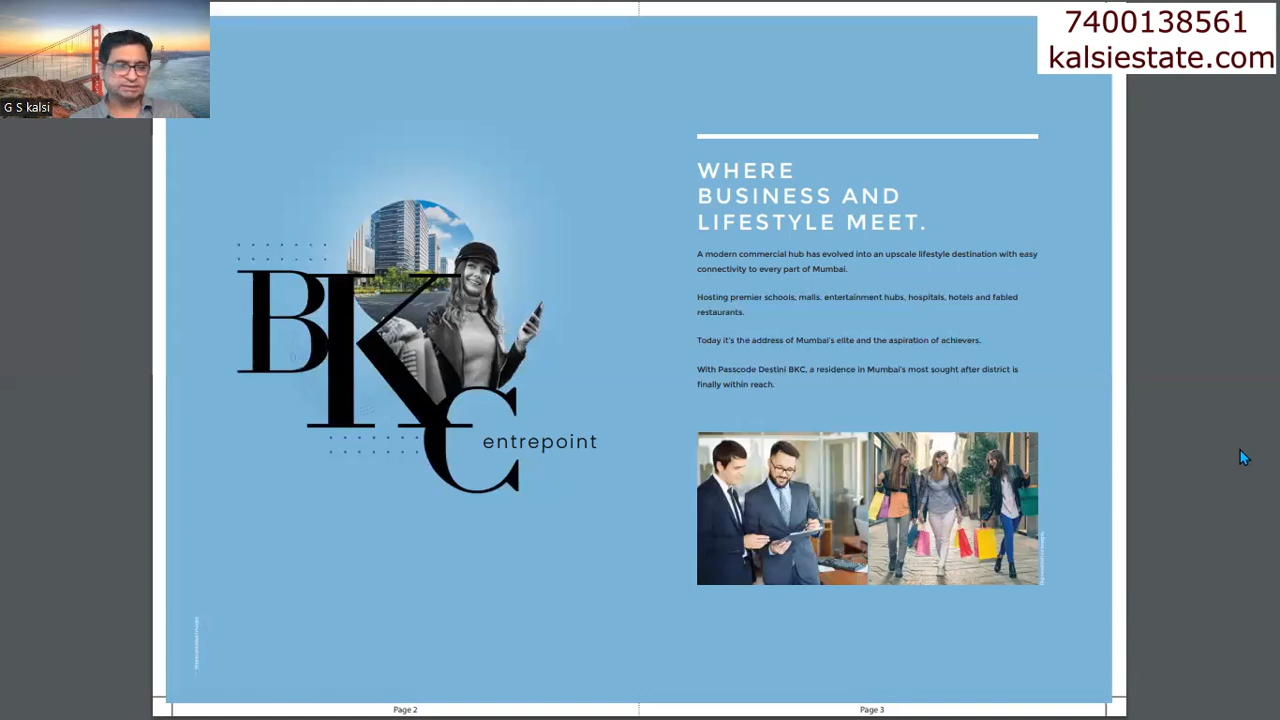 7400138561
kalsiestate.com
G S kalsi
BKC
entrepoint
WHERE
BUSINESS AND
LIFESTYLE MEET.
A modern commercial hub has evolved into an upscale lifestyle destination with easy
connectivity to every part of Mumbai.
Hosting premier schools, malls. entertainment hubs, hospitals, hotels and fabled
restaurants.
Today it's the address of Mumbai's elite and the aspiration of achievers.
With Passcode Destini BKC, a residence in Mumbai's most sought after district is
finally within reach.
Page 2
Page 3